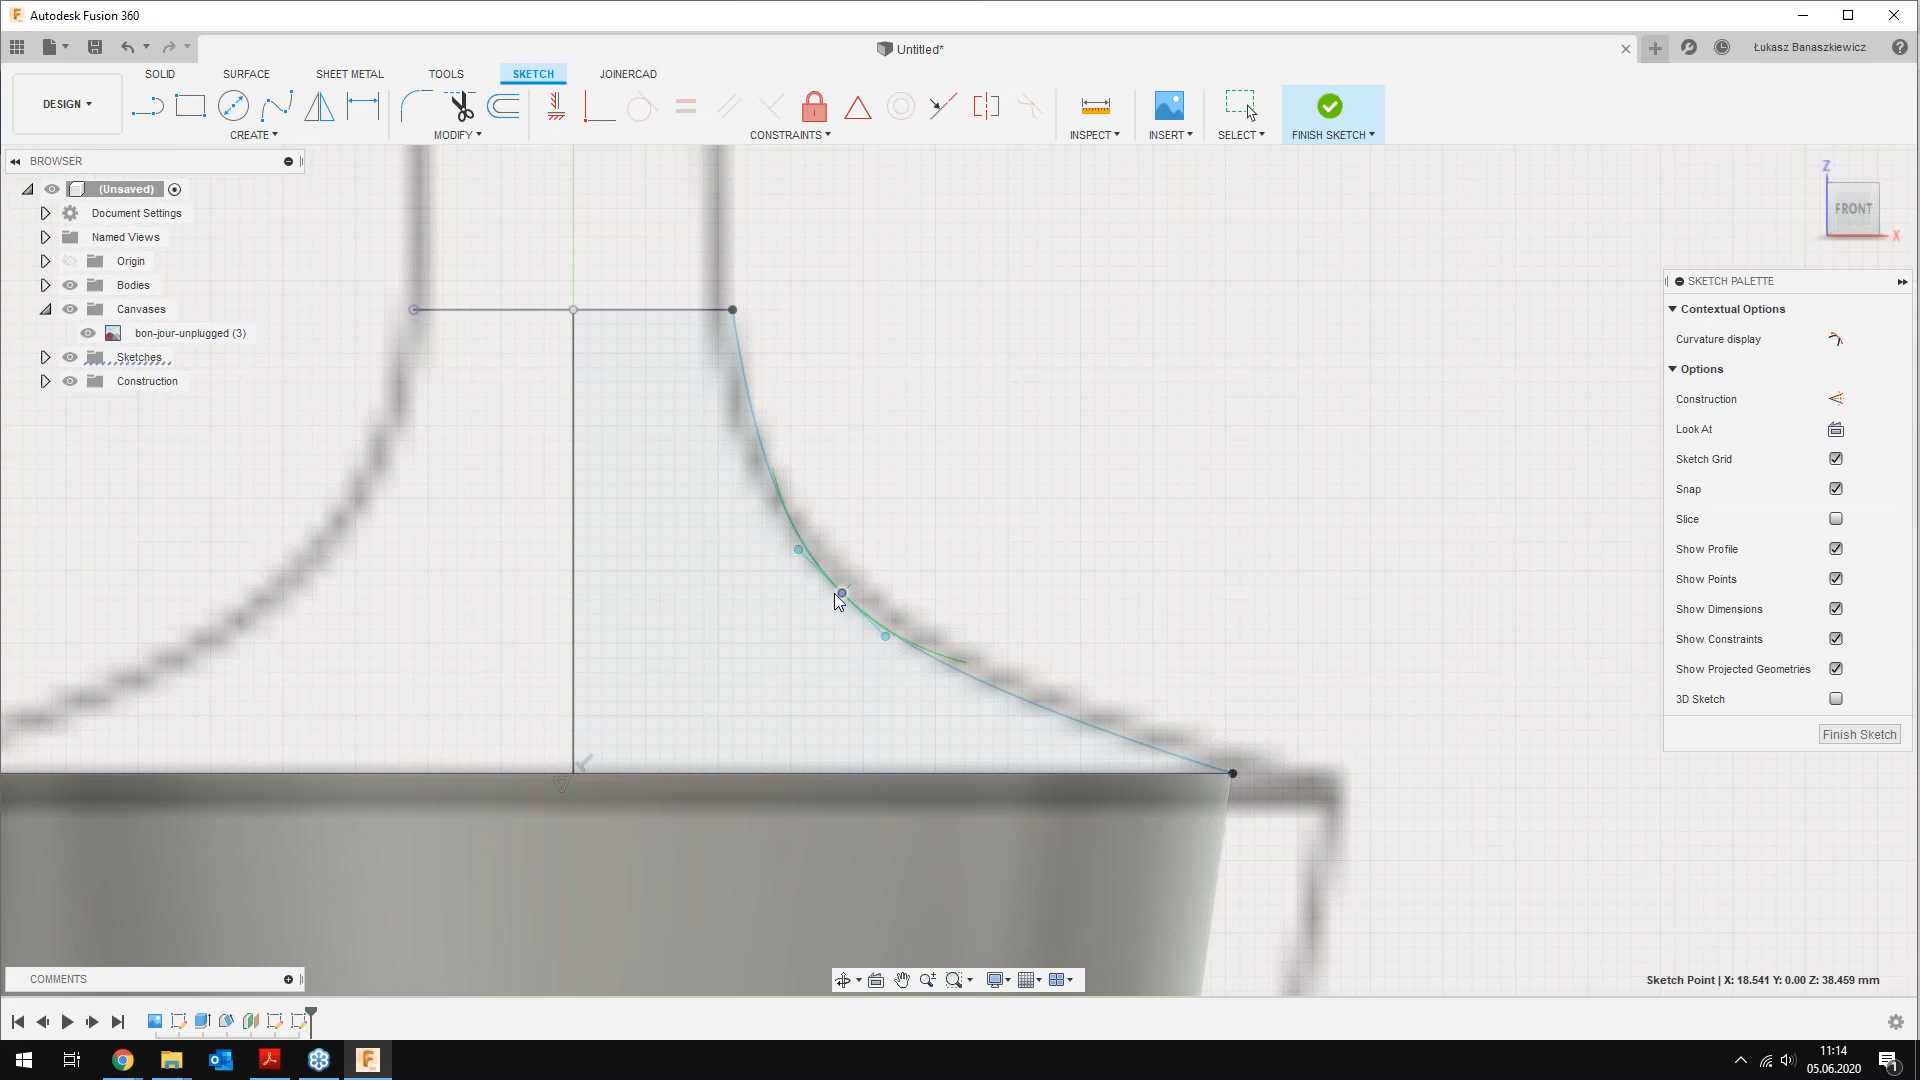 Autodesk Fusion 360
Untitled*
Łukasz Banaszkiewicz
SOLID
SURFACE
SHEET METAL
TOOLS
SKETCH
JOINERCAD
DESIGN
CREATE
MODIFY
CONSTRAINTS
INSPECT
INSERT
SELECT
FINISH SKETCH
BROWSER
(Unsaved)
Document Settings
Named Views
Origin
Bodies
Canvases
bon-jour-unplugged (3)
Sketches
Construction
Z
FRONT
X
SKETCH PALETTE
Contextual Options
Curvature display
Options
Construction
Look At
Sketch Grid
Snap
Slice
Show Profile
Show Points
Show Dimensions
Show Constraints
Show Projected Geometries
3D Sketch
Finish Sketch
COMMENTS
Sketch Point | X: 18.541 Y: 0.00 Z: 38.459 mm
11:14
05.06.2020
1